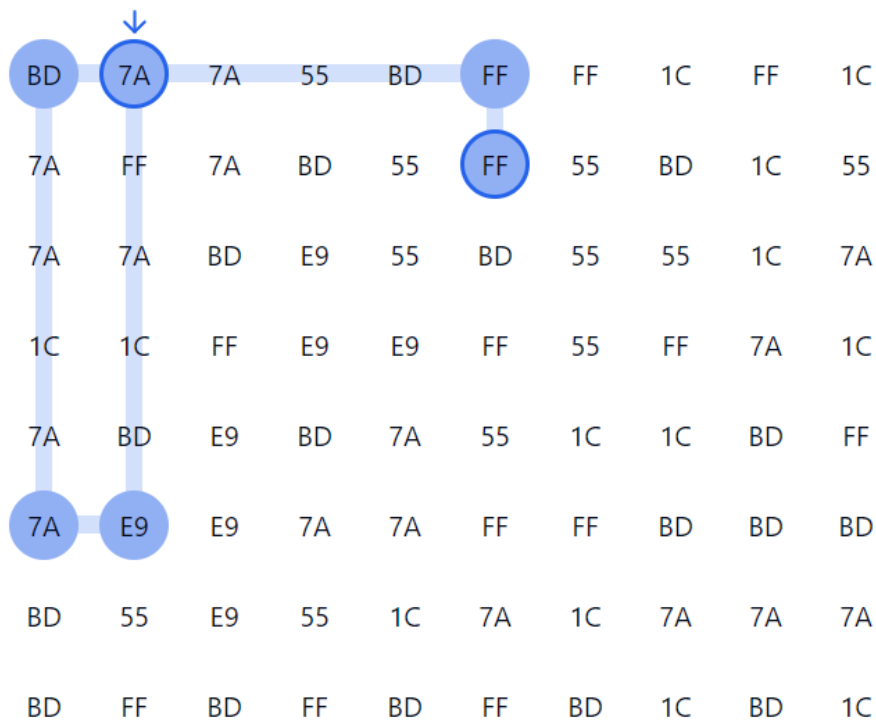 BD 7A 7A 55 BD FF FF 1C FF 1C
7A FF 7A BD 55 FF 55 BD 1C 55
7A 7A BD E9 55 BD 55 55 1C 7A
1C 1C FF E9 E9 FF 55 FF 7A 1C
7A BD E9 BD 7A 55 1C 1C BD FF
7A E9 E9 7A 7A FF FF BD BD BD
BD 55 E9 55 1C 7A 1C 7A 7A 7A
BD FF BD FF BD FF BD 1C BD 1C